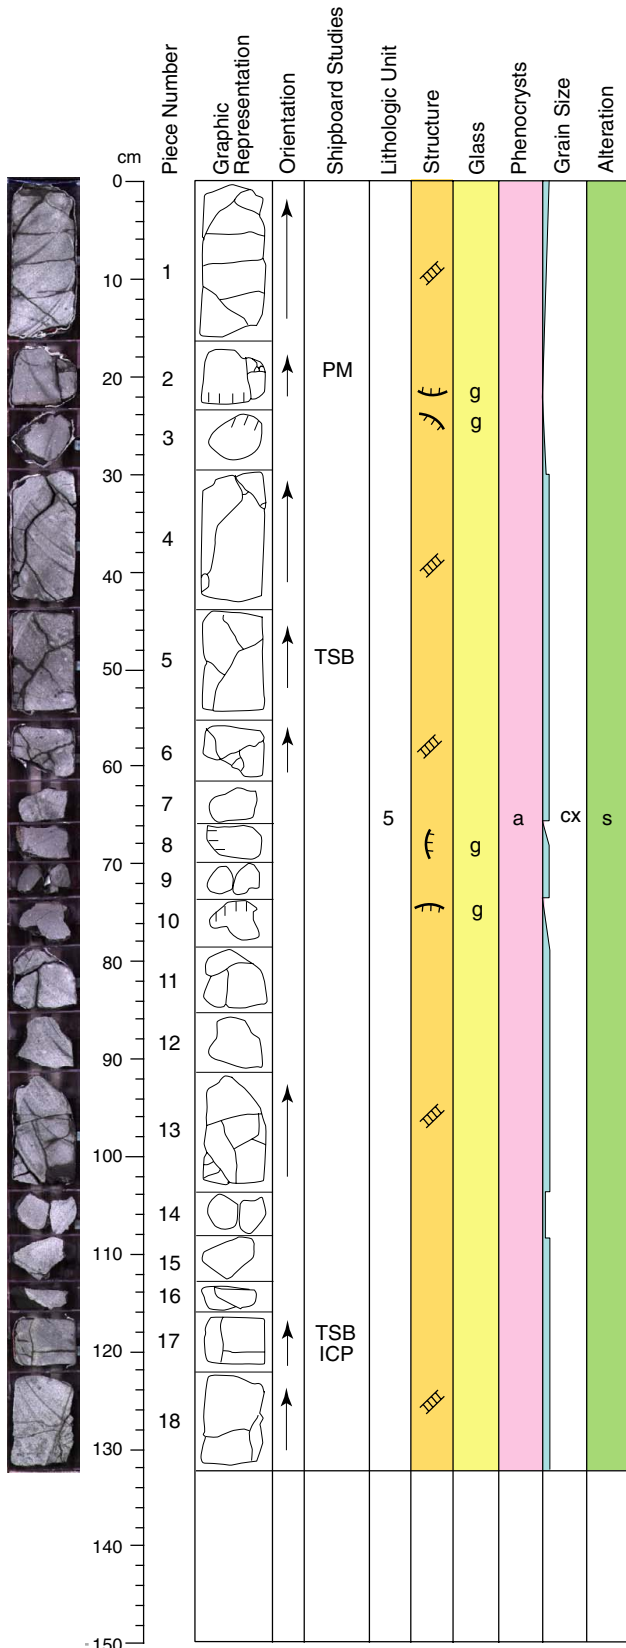 cm
Piece Number
Graphic
Representation
Orientation
Shipboard Studies
Lithologic Unit
Structure
Glass
Phenocrysts
Grain Size
Alteration
0
1
10
2
PM
20
g
3
g
30
4
40
5
TSB
50
6
60
7
5
a
cx
s
8
g
70
9
10
g
80
11
12
90
13
100
14
110
15
16
17
TSB
ICP
120
18
130
140
150